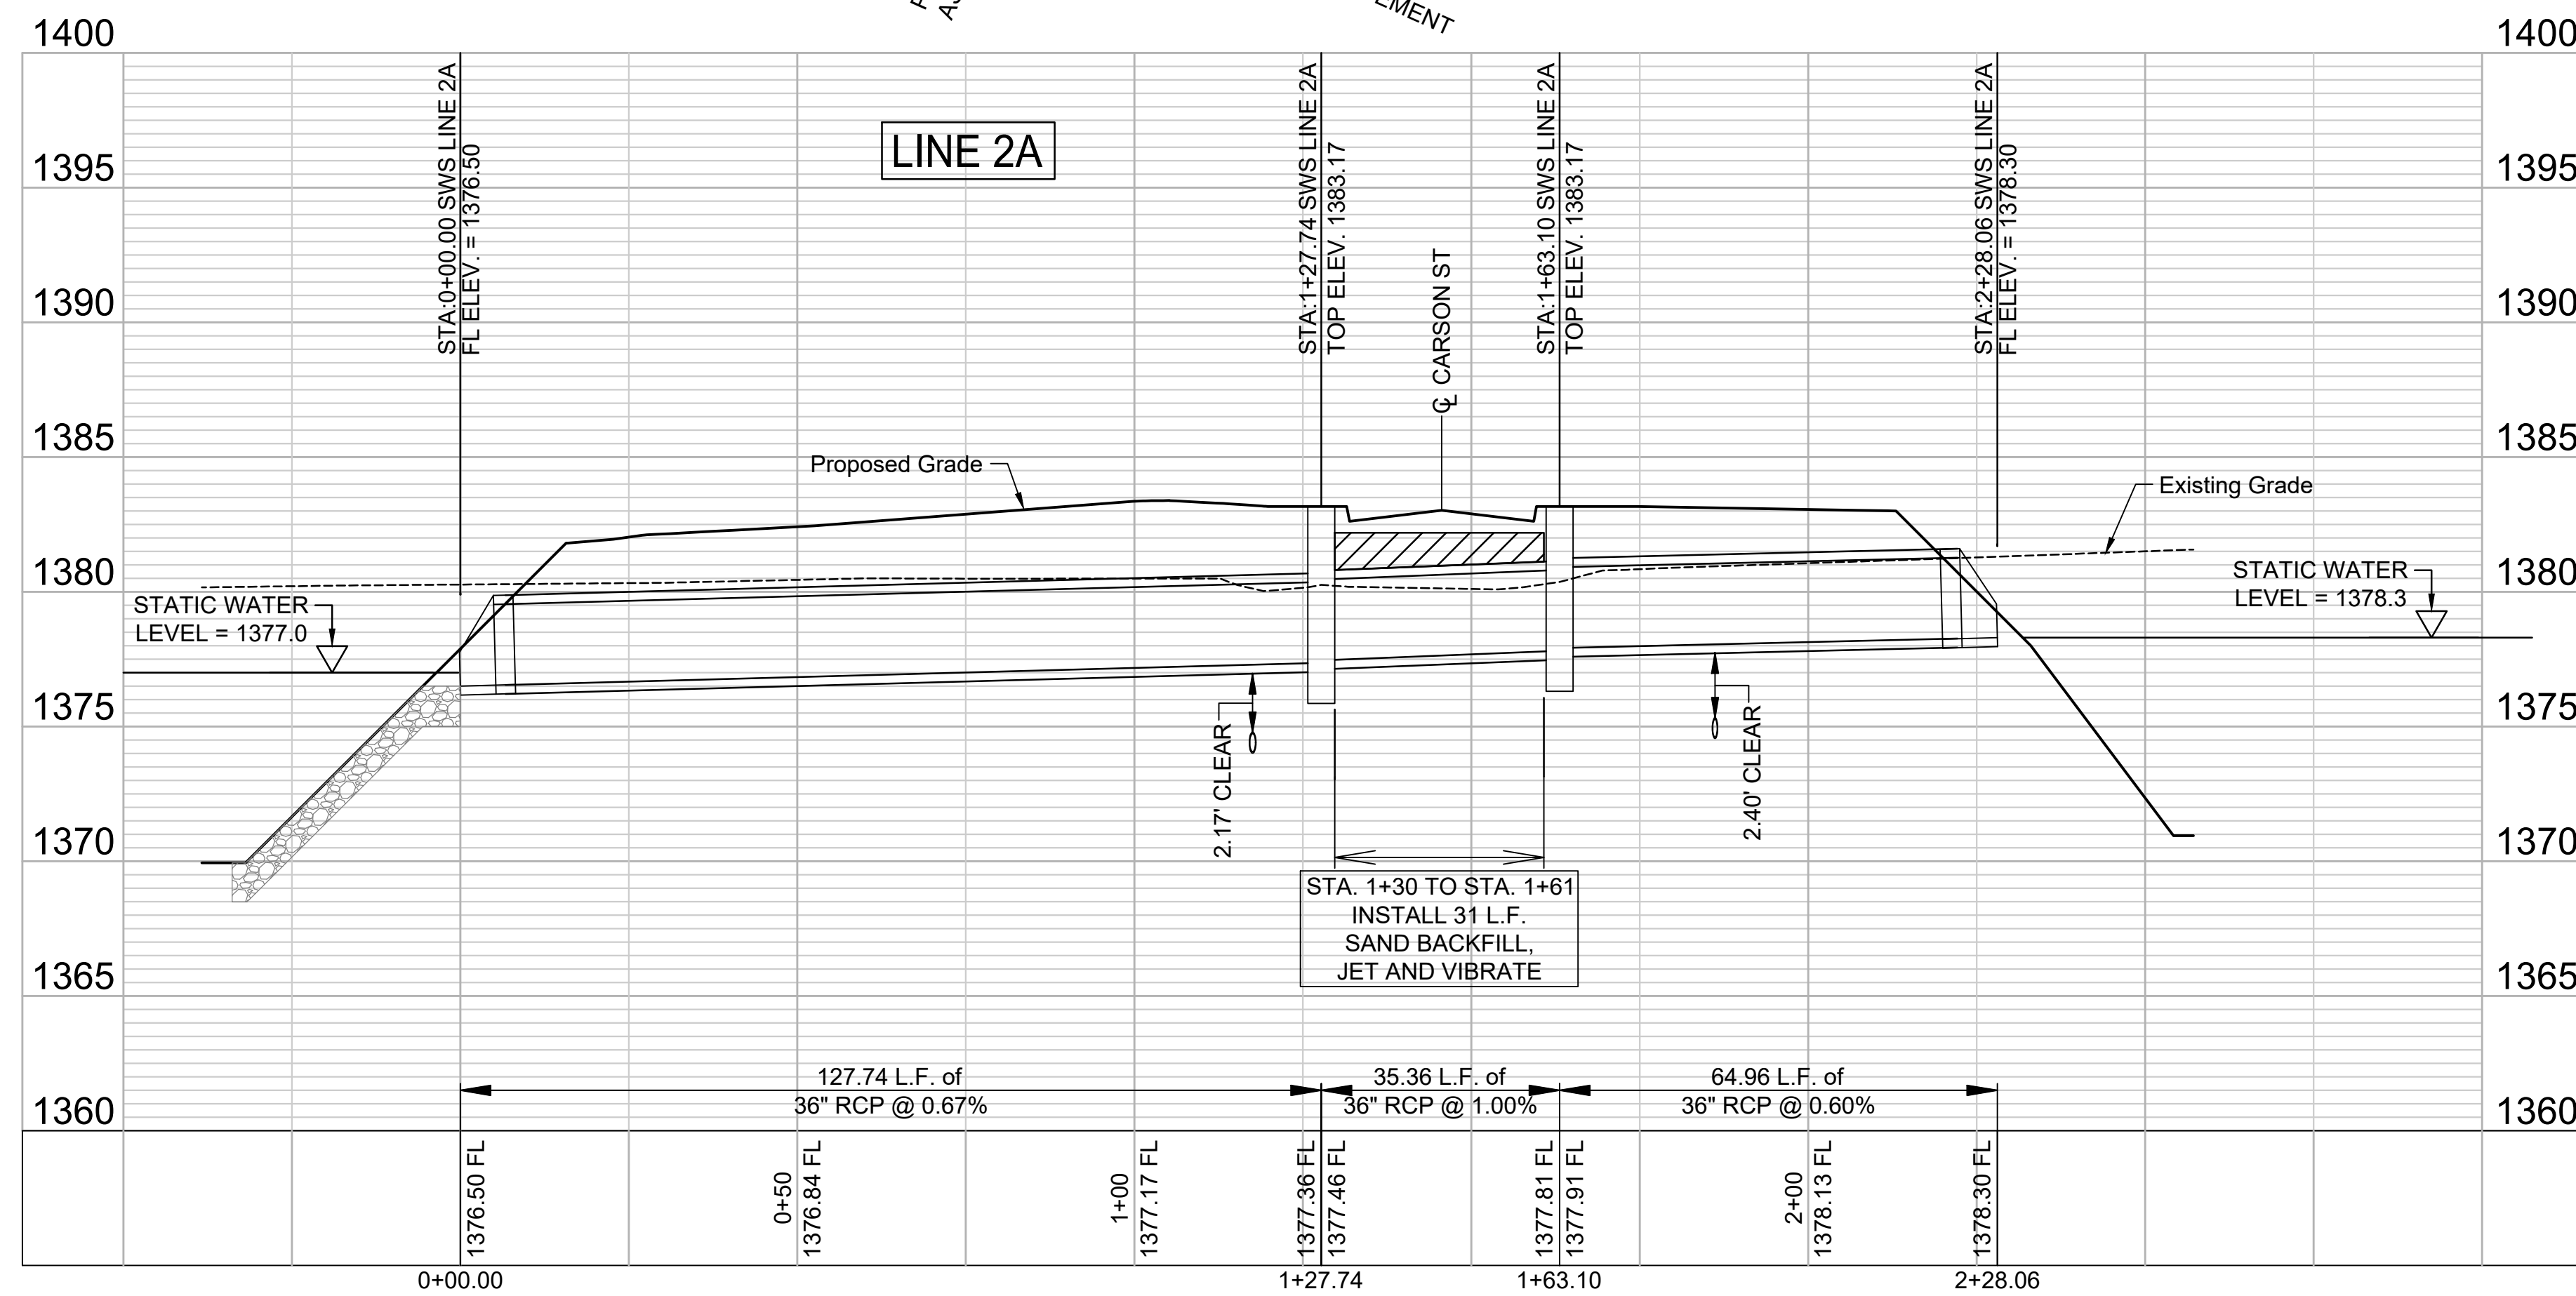 EMENT
1400
1400
1395
1395
1390
1390
1385
1385
1380
1380
1375
1375
1370
1370
1365
1365
1360
1360
LINE 2A
STA:0+00.00 SWS LINE 2A
FL ELEV. = 1376.50
STA:1+27.74 SWS LINE 2A
TOP ELEV. 1383.17
STA:1+63.10 SWS LINE 2A
TOP ELEV. 1383.17
STA:2+28.06 SWS LINE 2A
FL ELEV. = 1378.30
℄ CARSON ST
Proposed Grade
Existing Grade
STATIC WATER
LEVEL = 1377.0
STATIC WATER
LEVEL = 1378.3
2.17' CLEAR
2.40' CLEAR
STA. 1+30 TO STA. 1+61
INSTALL 31 L.F.
SAND BACKFILL,
JET AND VIBRATE
127.74 L.F. of
36" RCP @ 0.67%
35.36 L.F. of
36" RCP @ 1.00%
64.96 L.F. of
36" RCP @ 0.60%
1376.50 FL
0+50
1376.84 FL
1+00
1377.17 FL
1377.36 FL
1377.46 FL
1377.81 FL
1377.91 FL
2+00
1378.13 FL
1378.30 FL
0+00.00
1+27.74
1+63.10
2+28.06